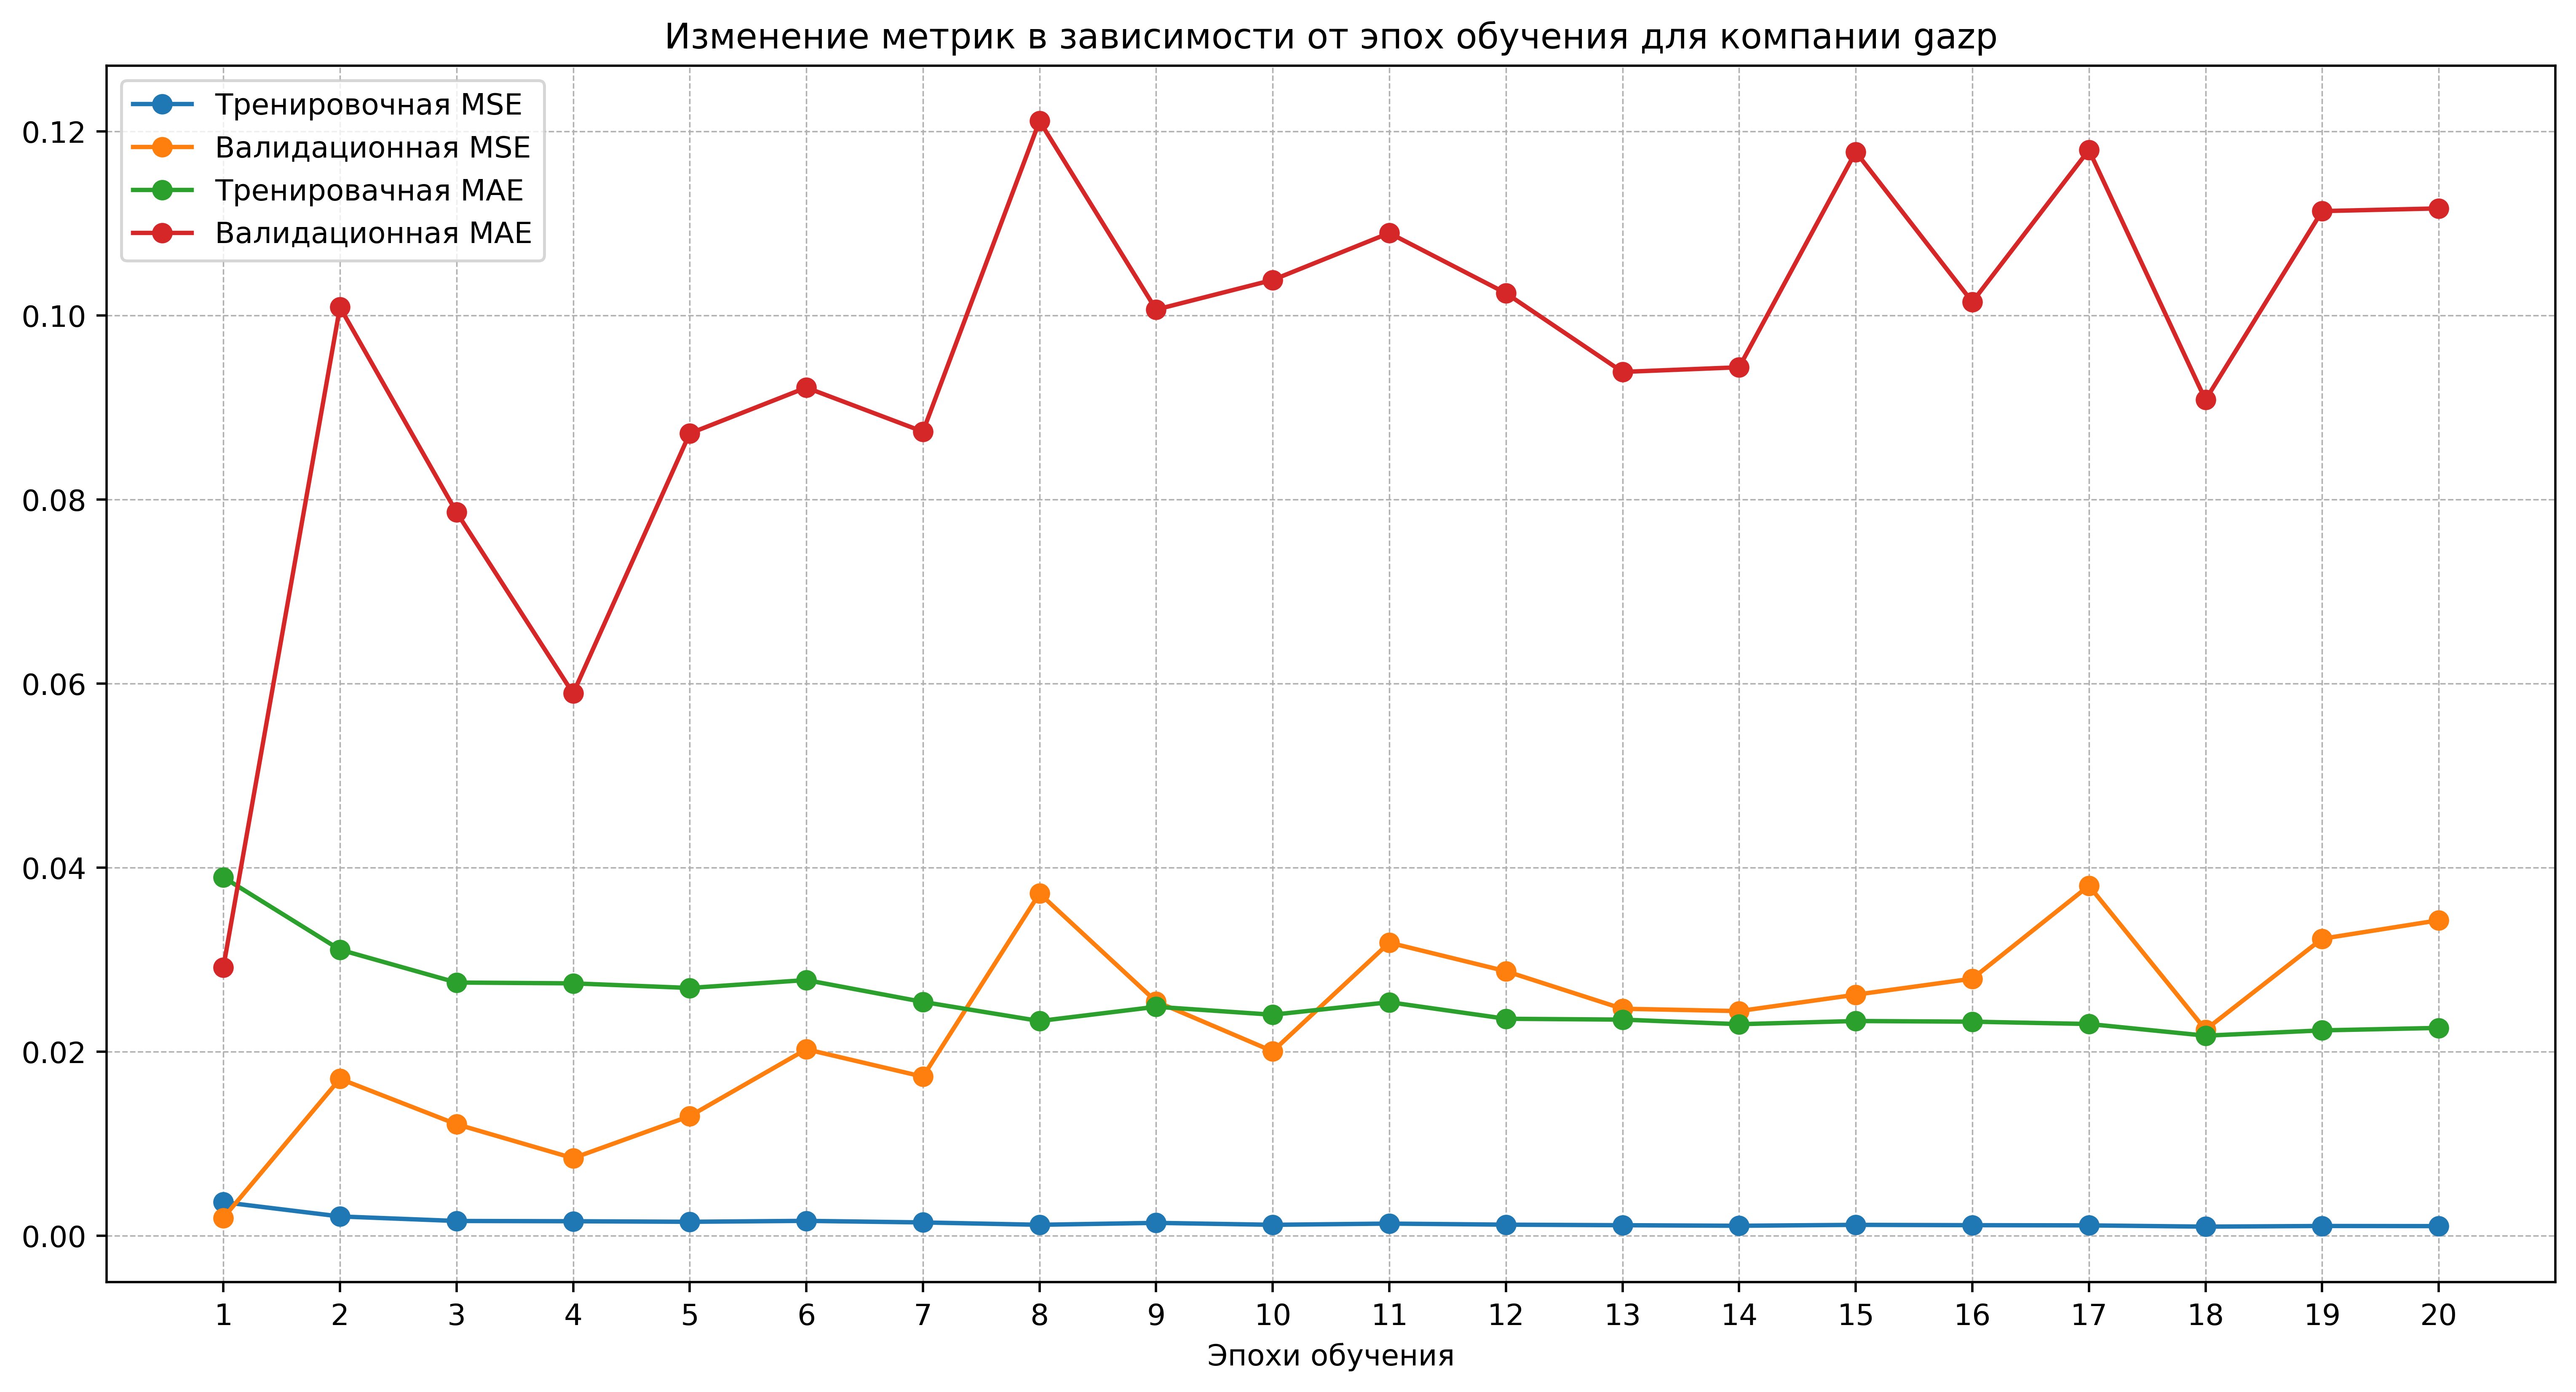 Изменение метрик в зависимости от эпох обучения для компании gazp
Тренировочная MSE
Валидационная MSE
Тренировачная MAE
Валидационная MAE
0.12
0.10
0.08
0.06
0.04
0.02
0.00
1 2 3 4 5 6 7 8 9 10 11 12 13 14 15 16 17 18 19 20
Эпохи обучения